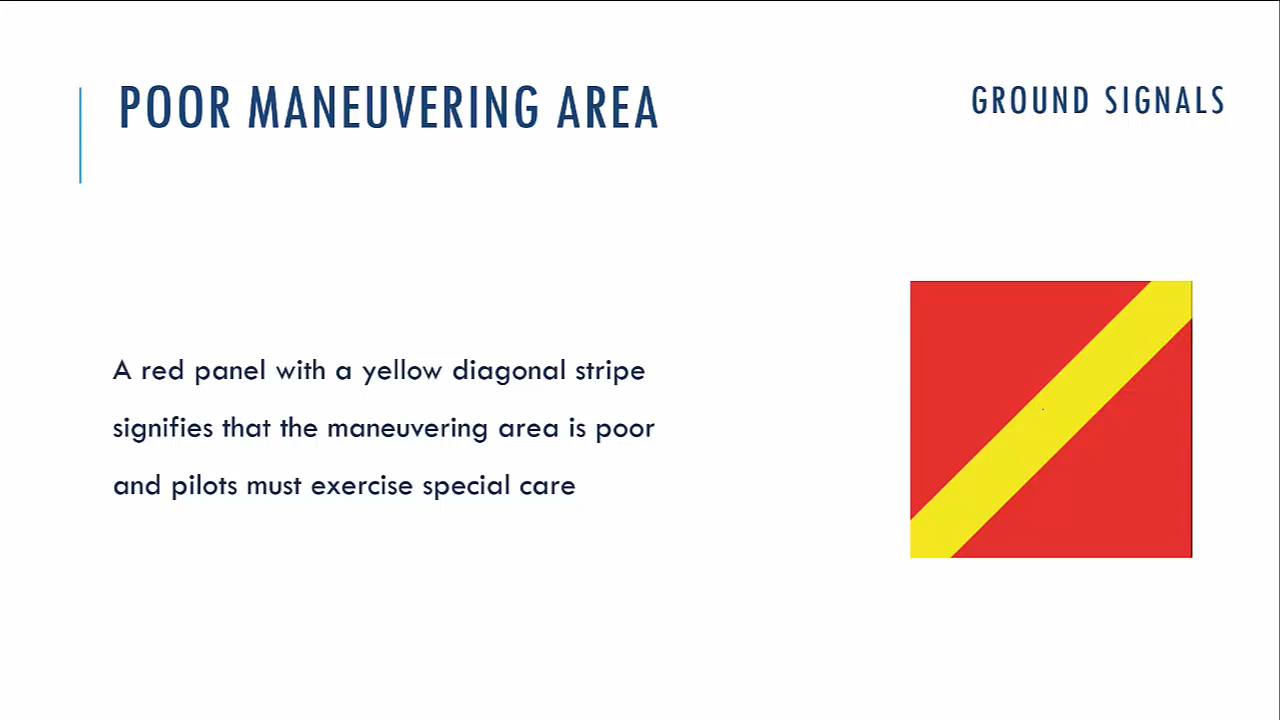 POOR MANEUVERING AREA
GROUND SIGNALS
A red panel with a yellow diagonal stripe
signifies that the maneuvering area is poor
and pilots must exercise special care